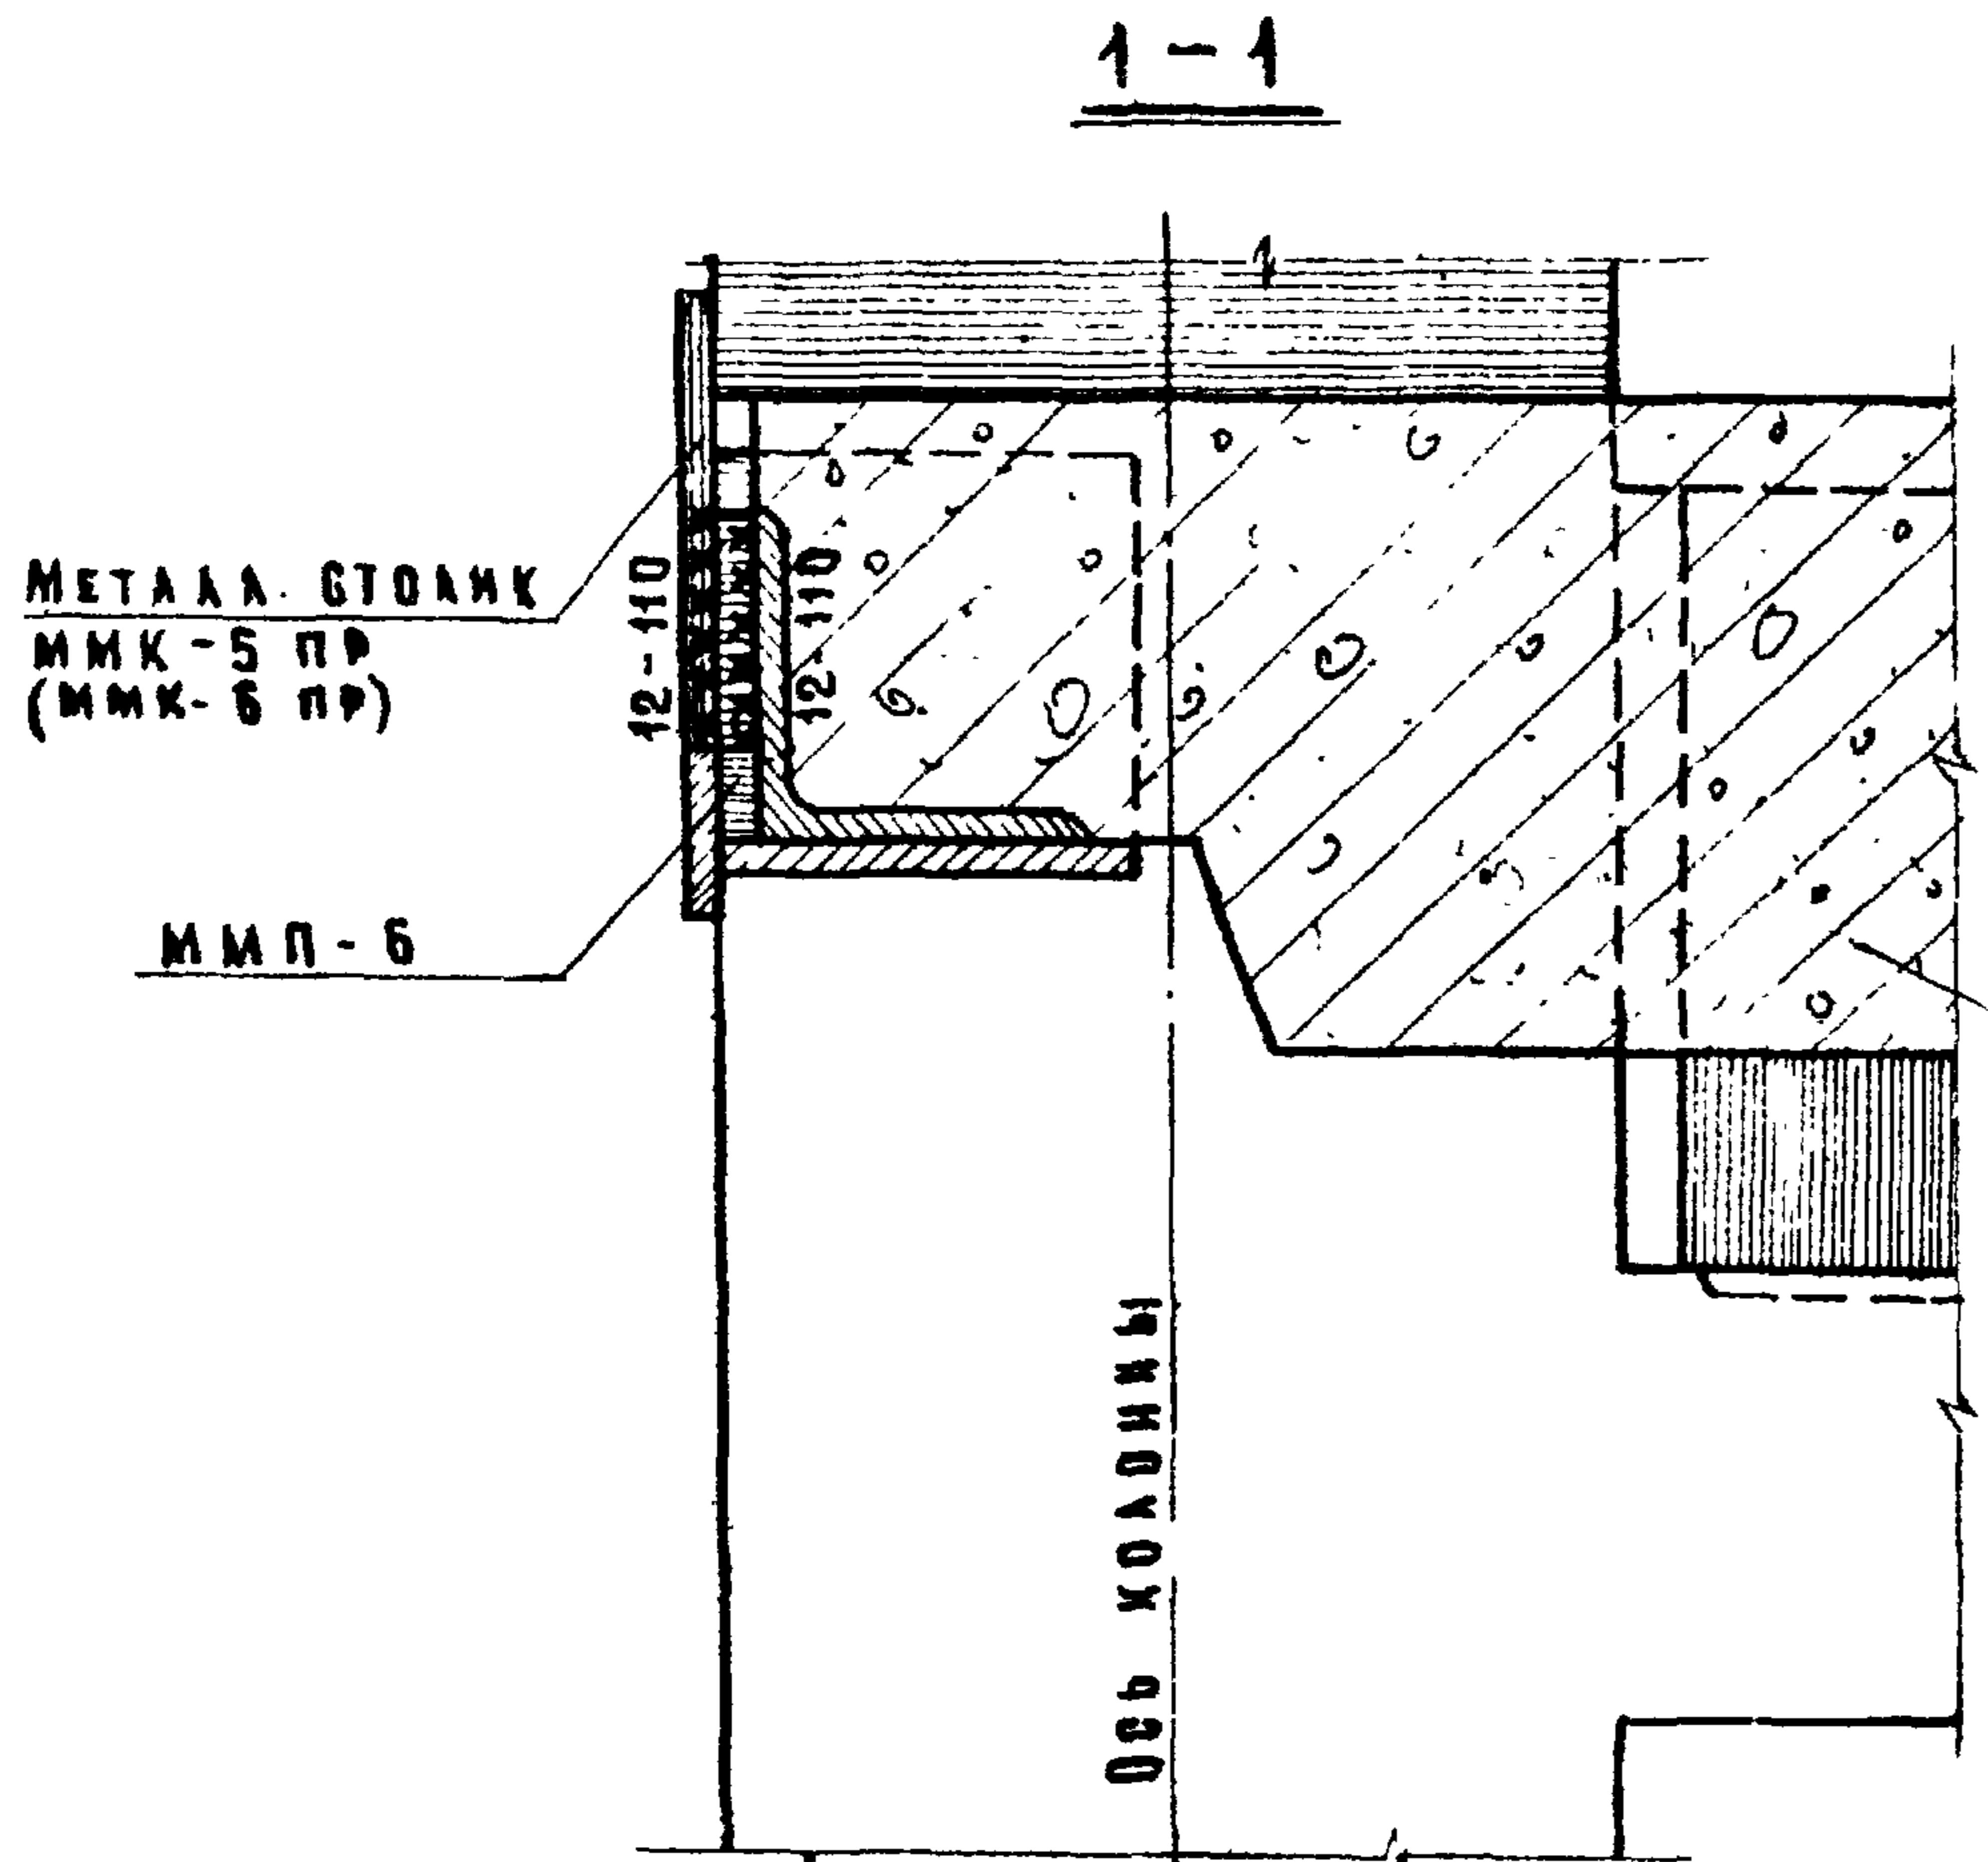 1 - 1
МЕТАЛЛ. СТОЛИК
ММК-5 ПР
(ММК-6 ПР)
12-110
12-110
ММП-6
Ось колонны